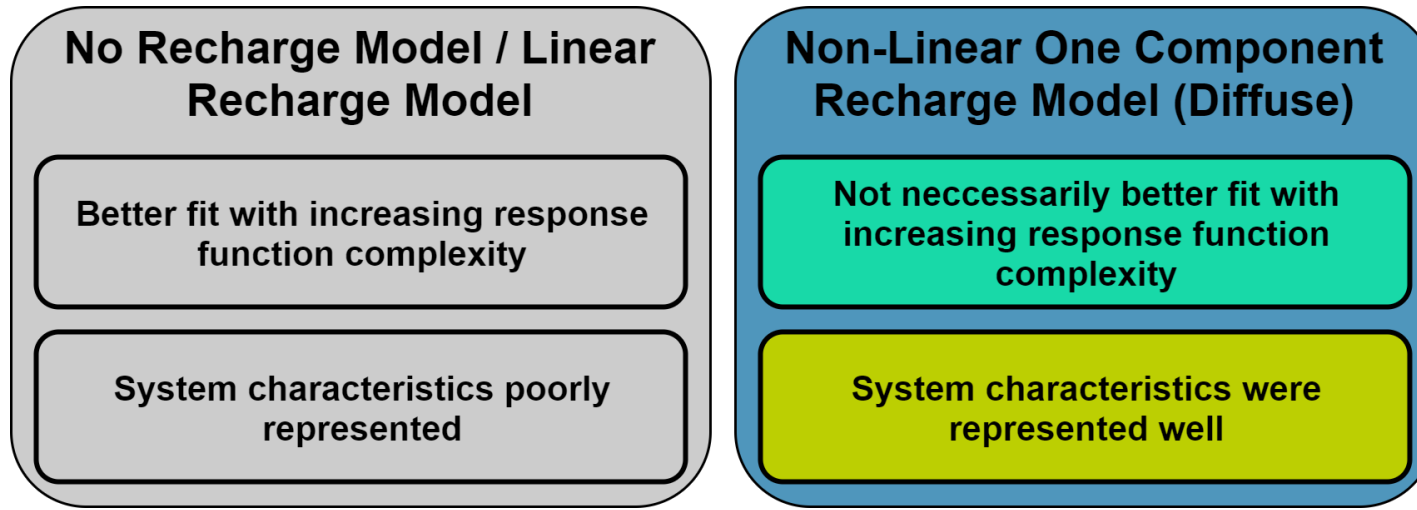 No Recharge Model / Linear
Recharge Model
Better fit with increasing response
function complexity
System characteristics poorly
represented
Non-Linear One Component
Recharge Model (Diffuse)
Not neccessarily better fit with
increasing response function
complexity
System characteristics were
represented well